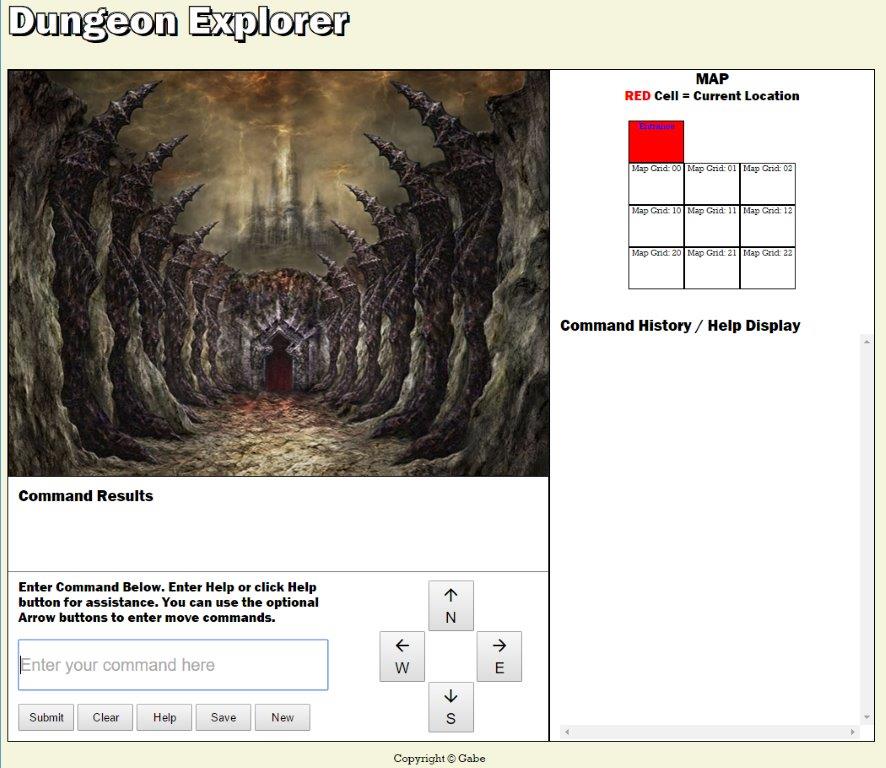 Dungeon Explorer
MAP
RED Cell = Current Location
Entrance
Map Grid: 00 Map Grid: 01 Map Grid: 02
Map Grid: 10 Map Grid: 11 Map Grid: 12
Map Grid: 20 Map Grid: 21 Map Grid: 22
Command History / Help Display
Command Results
Enter Command Below. Enter Help or click Help
button for assistance. You can use the optional
Arrow buttons to enter move commands.
Enter your command here
Submit Clear Help Save New
↑
N
← →
W E
↓
S
Copyright © Gabe